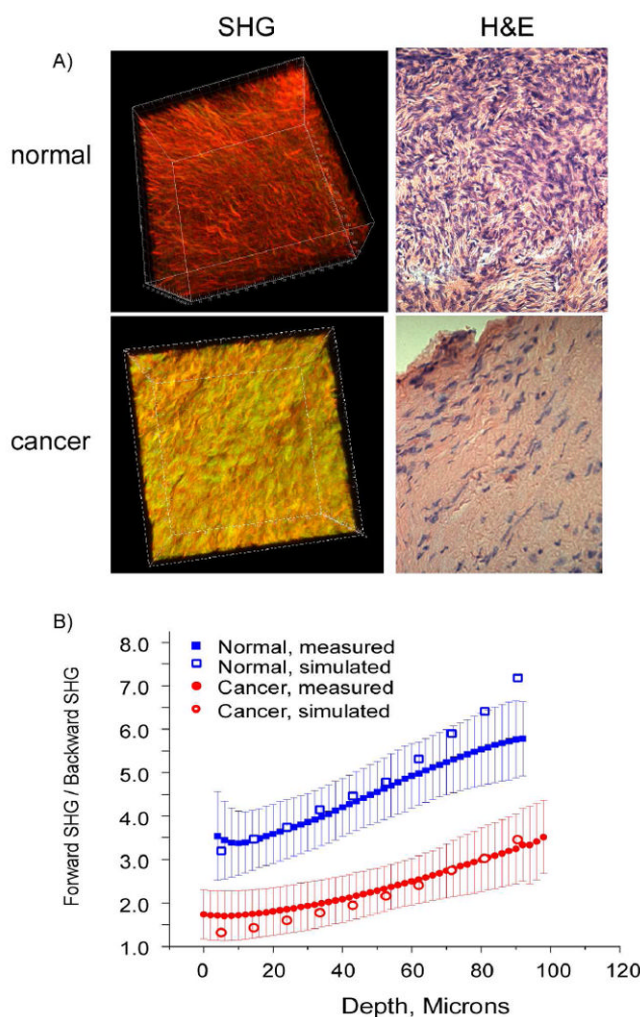 SHG H&E
A)
normal
cancer
B)
8.0
7.0
6.0
5.0
4.0
3.0
2.0
1.0
Forward SHG / Backward SHG
Normal, measured
Normal, simulated
Cancer, measured
Cancer, simulated
0 20 40 60 80 100 120
Depth, Microns